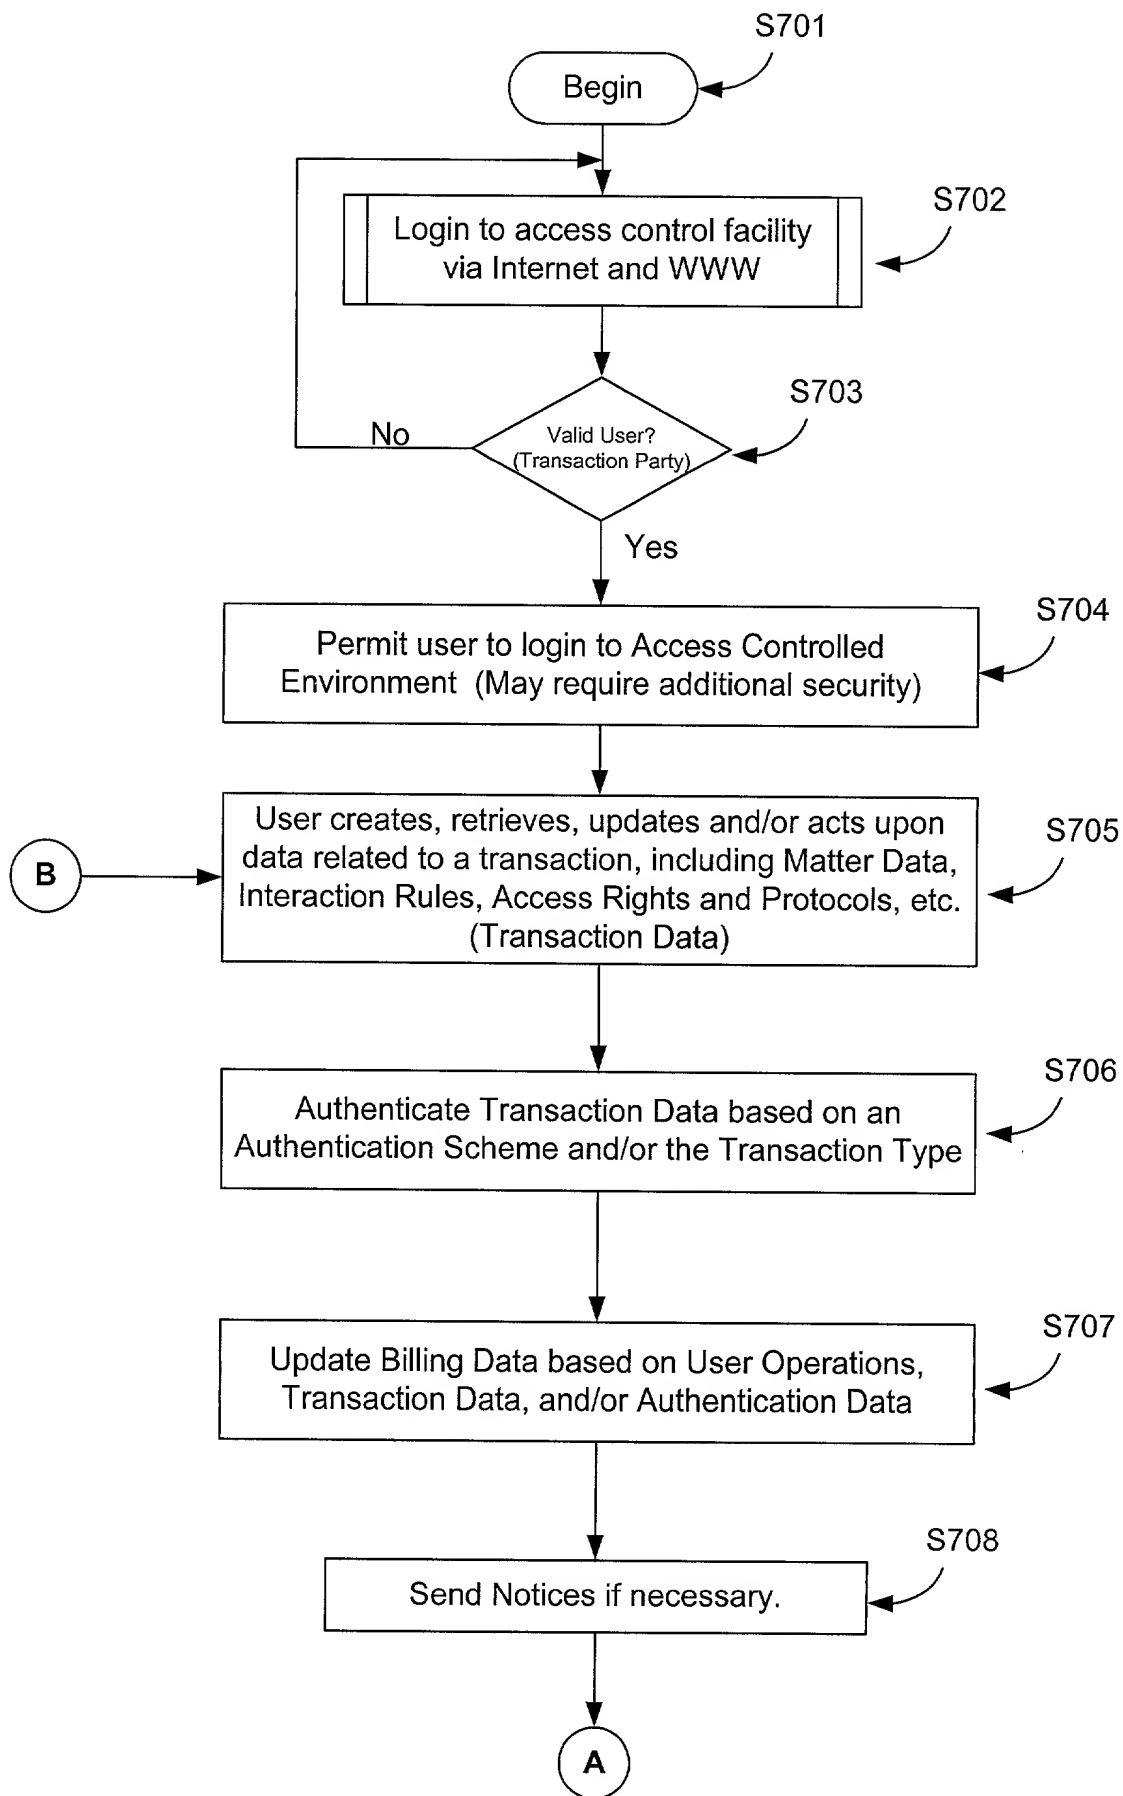 S701
Begin
S702
Login to access control facility
via Internet and WWW
S703
Valid User?
(Transaction Party)
No
Yes
S704
Permit user to login to Access Controlled
Environment (May require additional security)
S705
User creates, retrieves, updates and/or acts upon
data related to a transaction, including Matter Data,
Interaction Rules, Access Rights and Protocols, etc.
(Transaction Data)
B
S706
Authenticate Transaction Data based on an
Authentication Scheme and/or the Transaction Type
S707
Update Billing Data based on User Operations,
Transaction Data, and/or Authentication Data
S708
Send Notices if necessary.
A